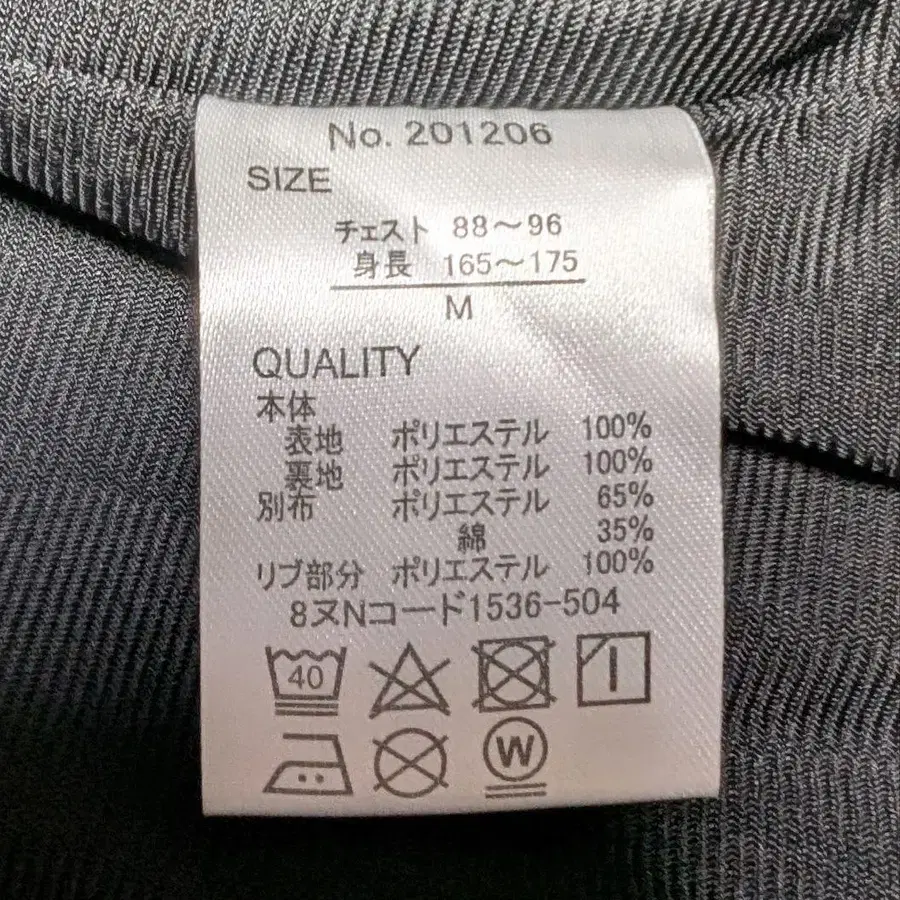 No. 201206
SIZE
チェスト 88〜96
身長 165〜175
M
QUALITY
本体
表地 ポリエステル 100%
裏地 ポリエステル 100%
別布 ポリエステル 65%
綿 35%
リブ部分 ポリエステル 100%
8ヌNコード1536-504
40
W